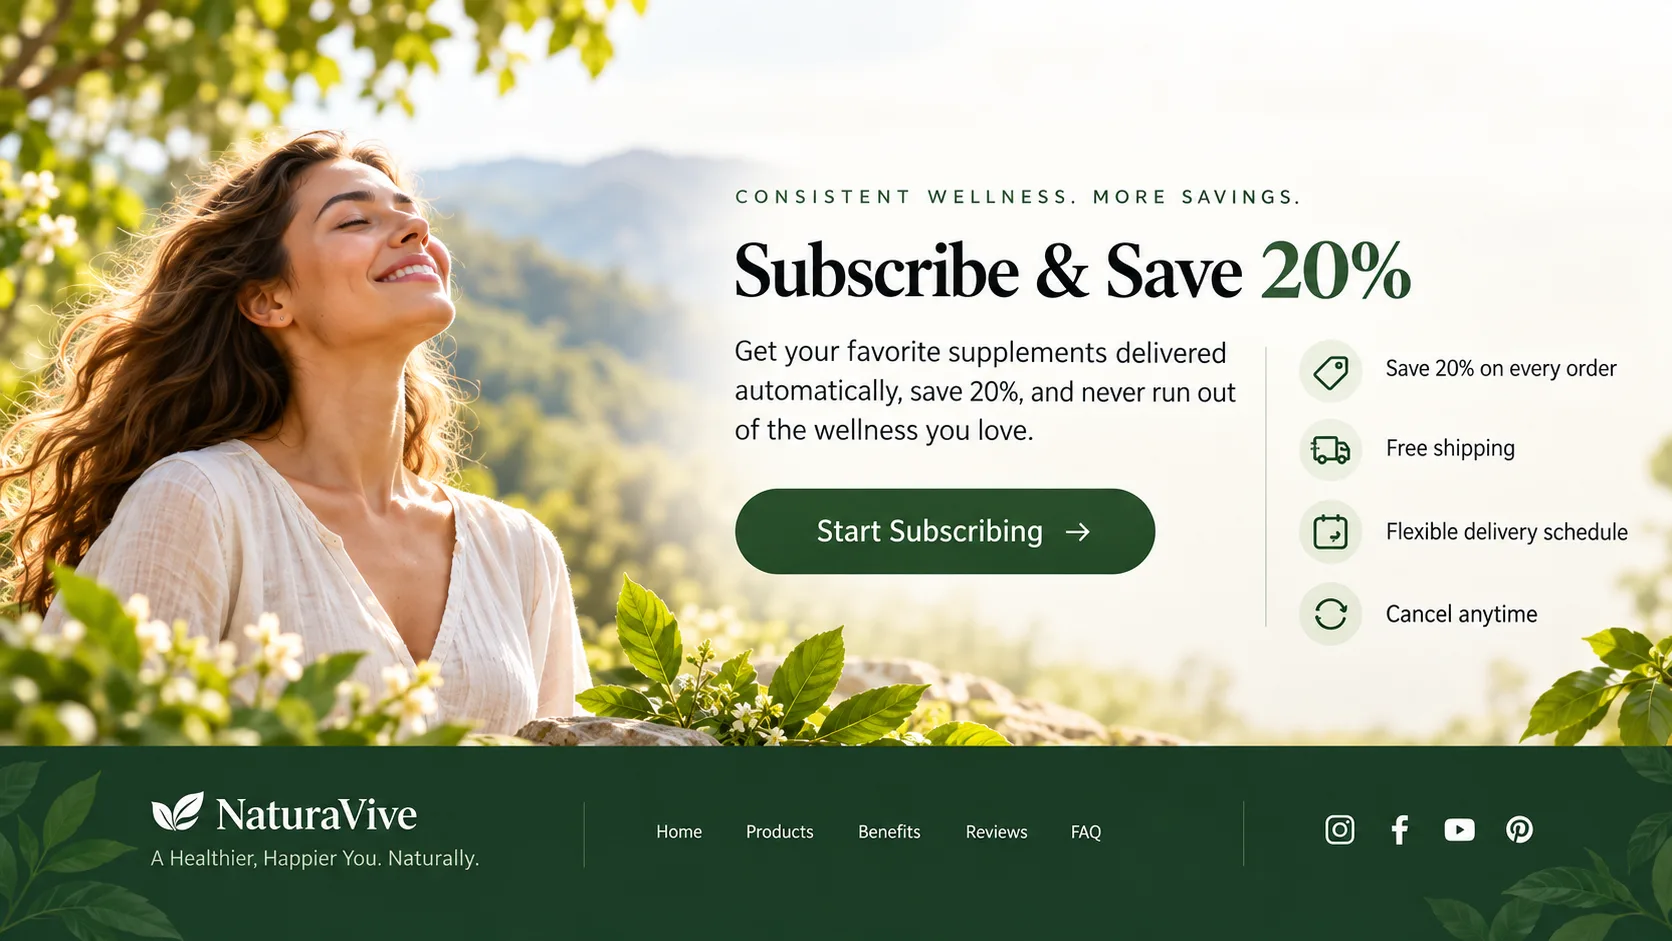 CONSISTENT WELLNESS. MORE SAVINGS.
Subscribe & Save 20%
Get your favorite supplements delivered
automatically, save 20%, and never run out
of the wellness you love.
Start Subscribing →
Save 20% on every order
Free shipping
Flexible delivery schedule
Cancel anytime
NaturaVive
A Healthier, Happier You. Naturally.
Home Products Benefits Reviews FAQ